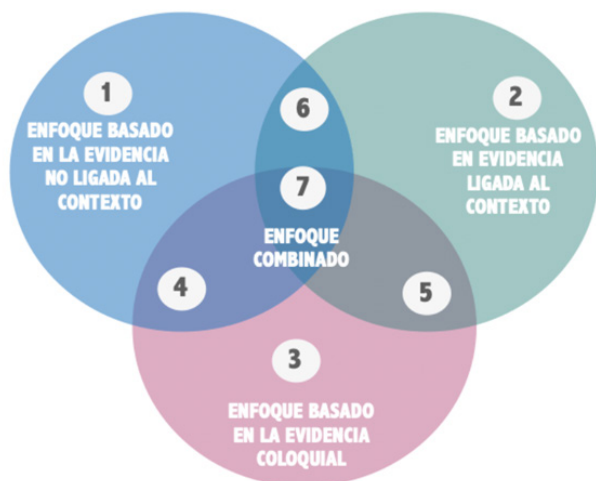 1
ENFOQUE BASADO
EN LA EVIDENCIA
NO LIGADA AL
CONTEXTO
6
2
ENFOQUE BASADO
EN EVIDENCIA
LIGADA AL
CONTEXTO
7
ENFOQUE
COMBINADO
4
5
3
ENFOQUE BASADO
EN LA EVIDENCIA
COLOQUIAL